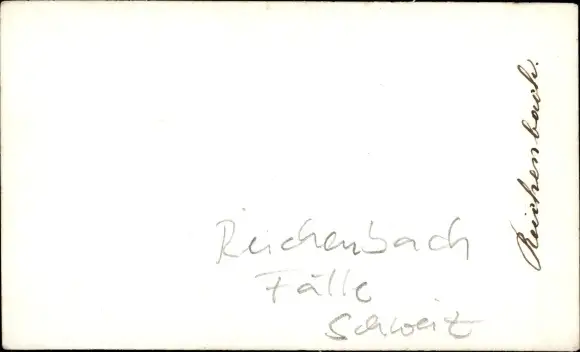 Reichenbach
Fälle
Schweiz
Reichenbach.